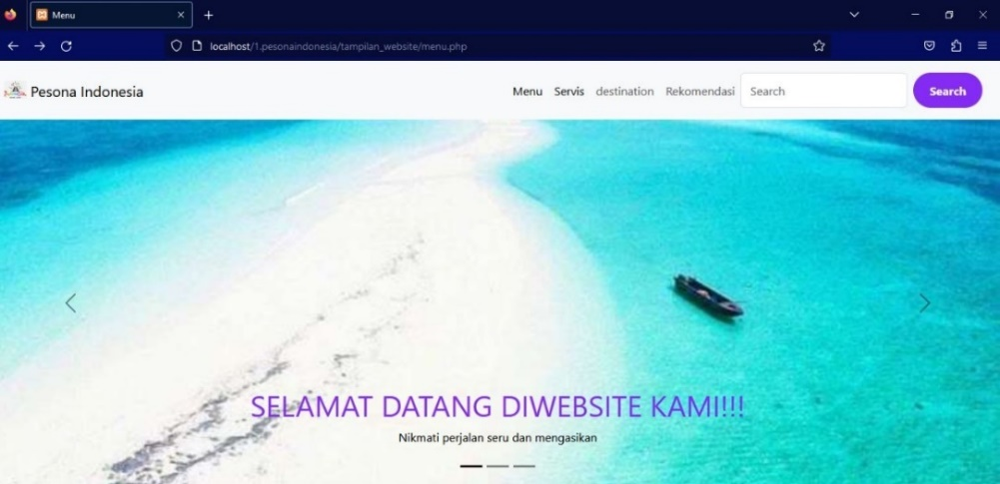 Menu
localhost/1.pesonaindonesia/tampilan_website/menu.php
Pesona Indonesia
Menu Servis destination Rekomendasi Search Search
SELAMAT DATANG DIWEBSITE KAMI!!!
Nikmati perjalan seru dan mengasikan